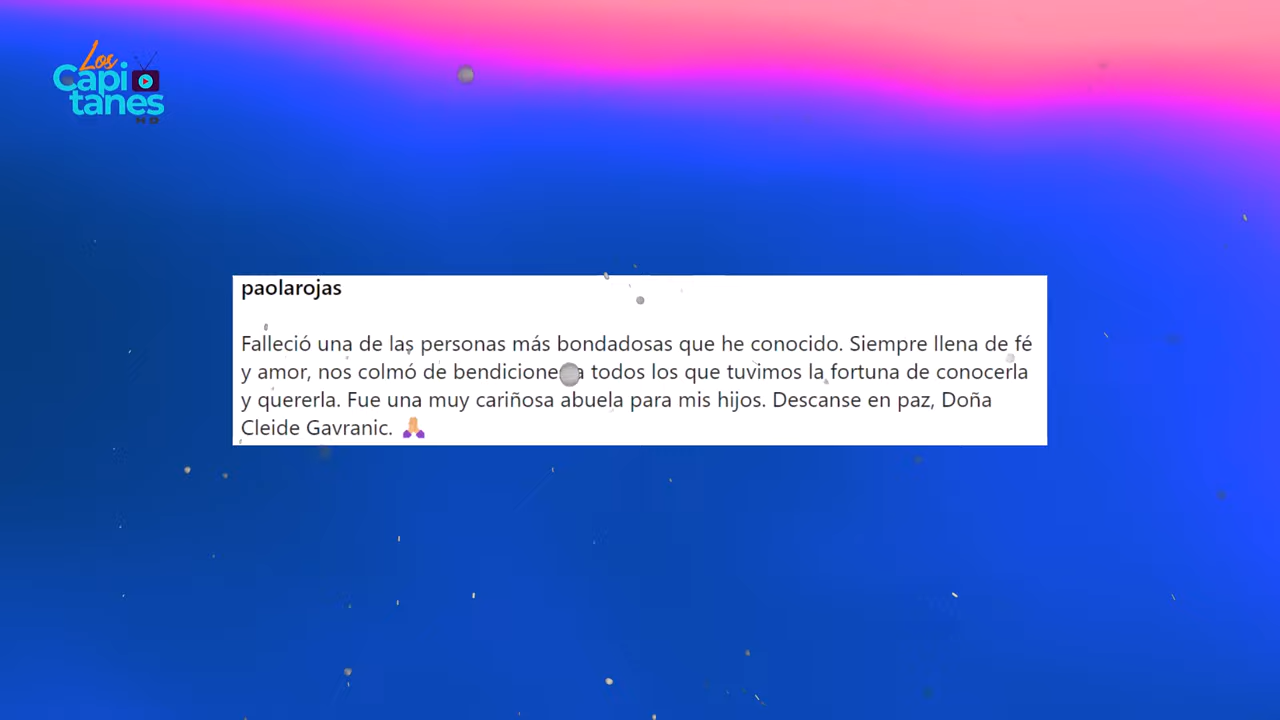 Los
Capi
tanes
HD
paolarojas
Falleció una de las personas más bondadosas que he conocido. Siempre llena de fé
y amor, nos colmó de bendiciones a todos los que tuvimos la fortuna de conocerla
y quererla. Fue una muy cariñosa abuela para mis hijos. Descanse en paz, Doña
Cleide Gavranic. 🙏